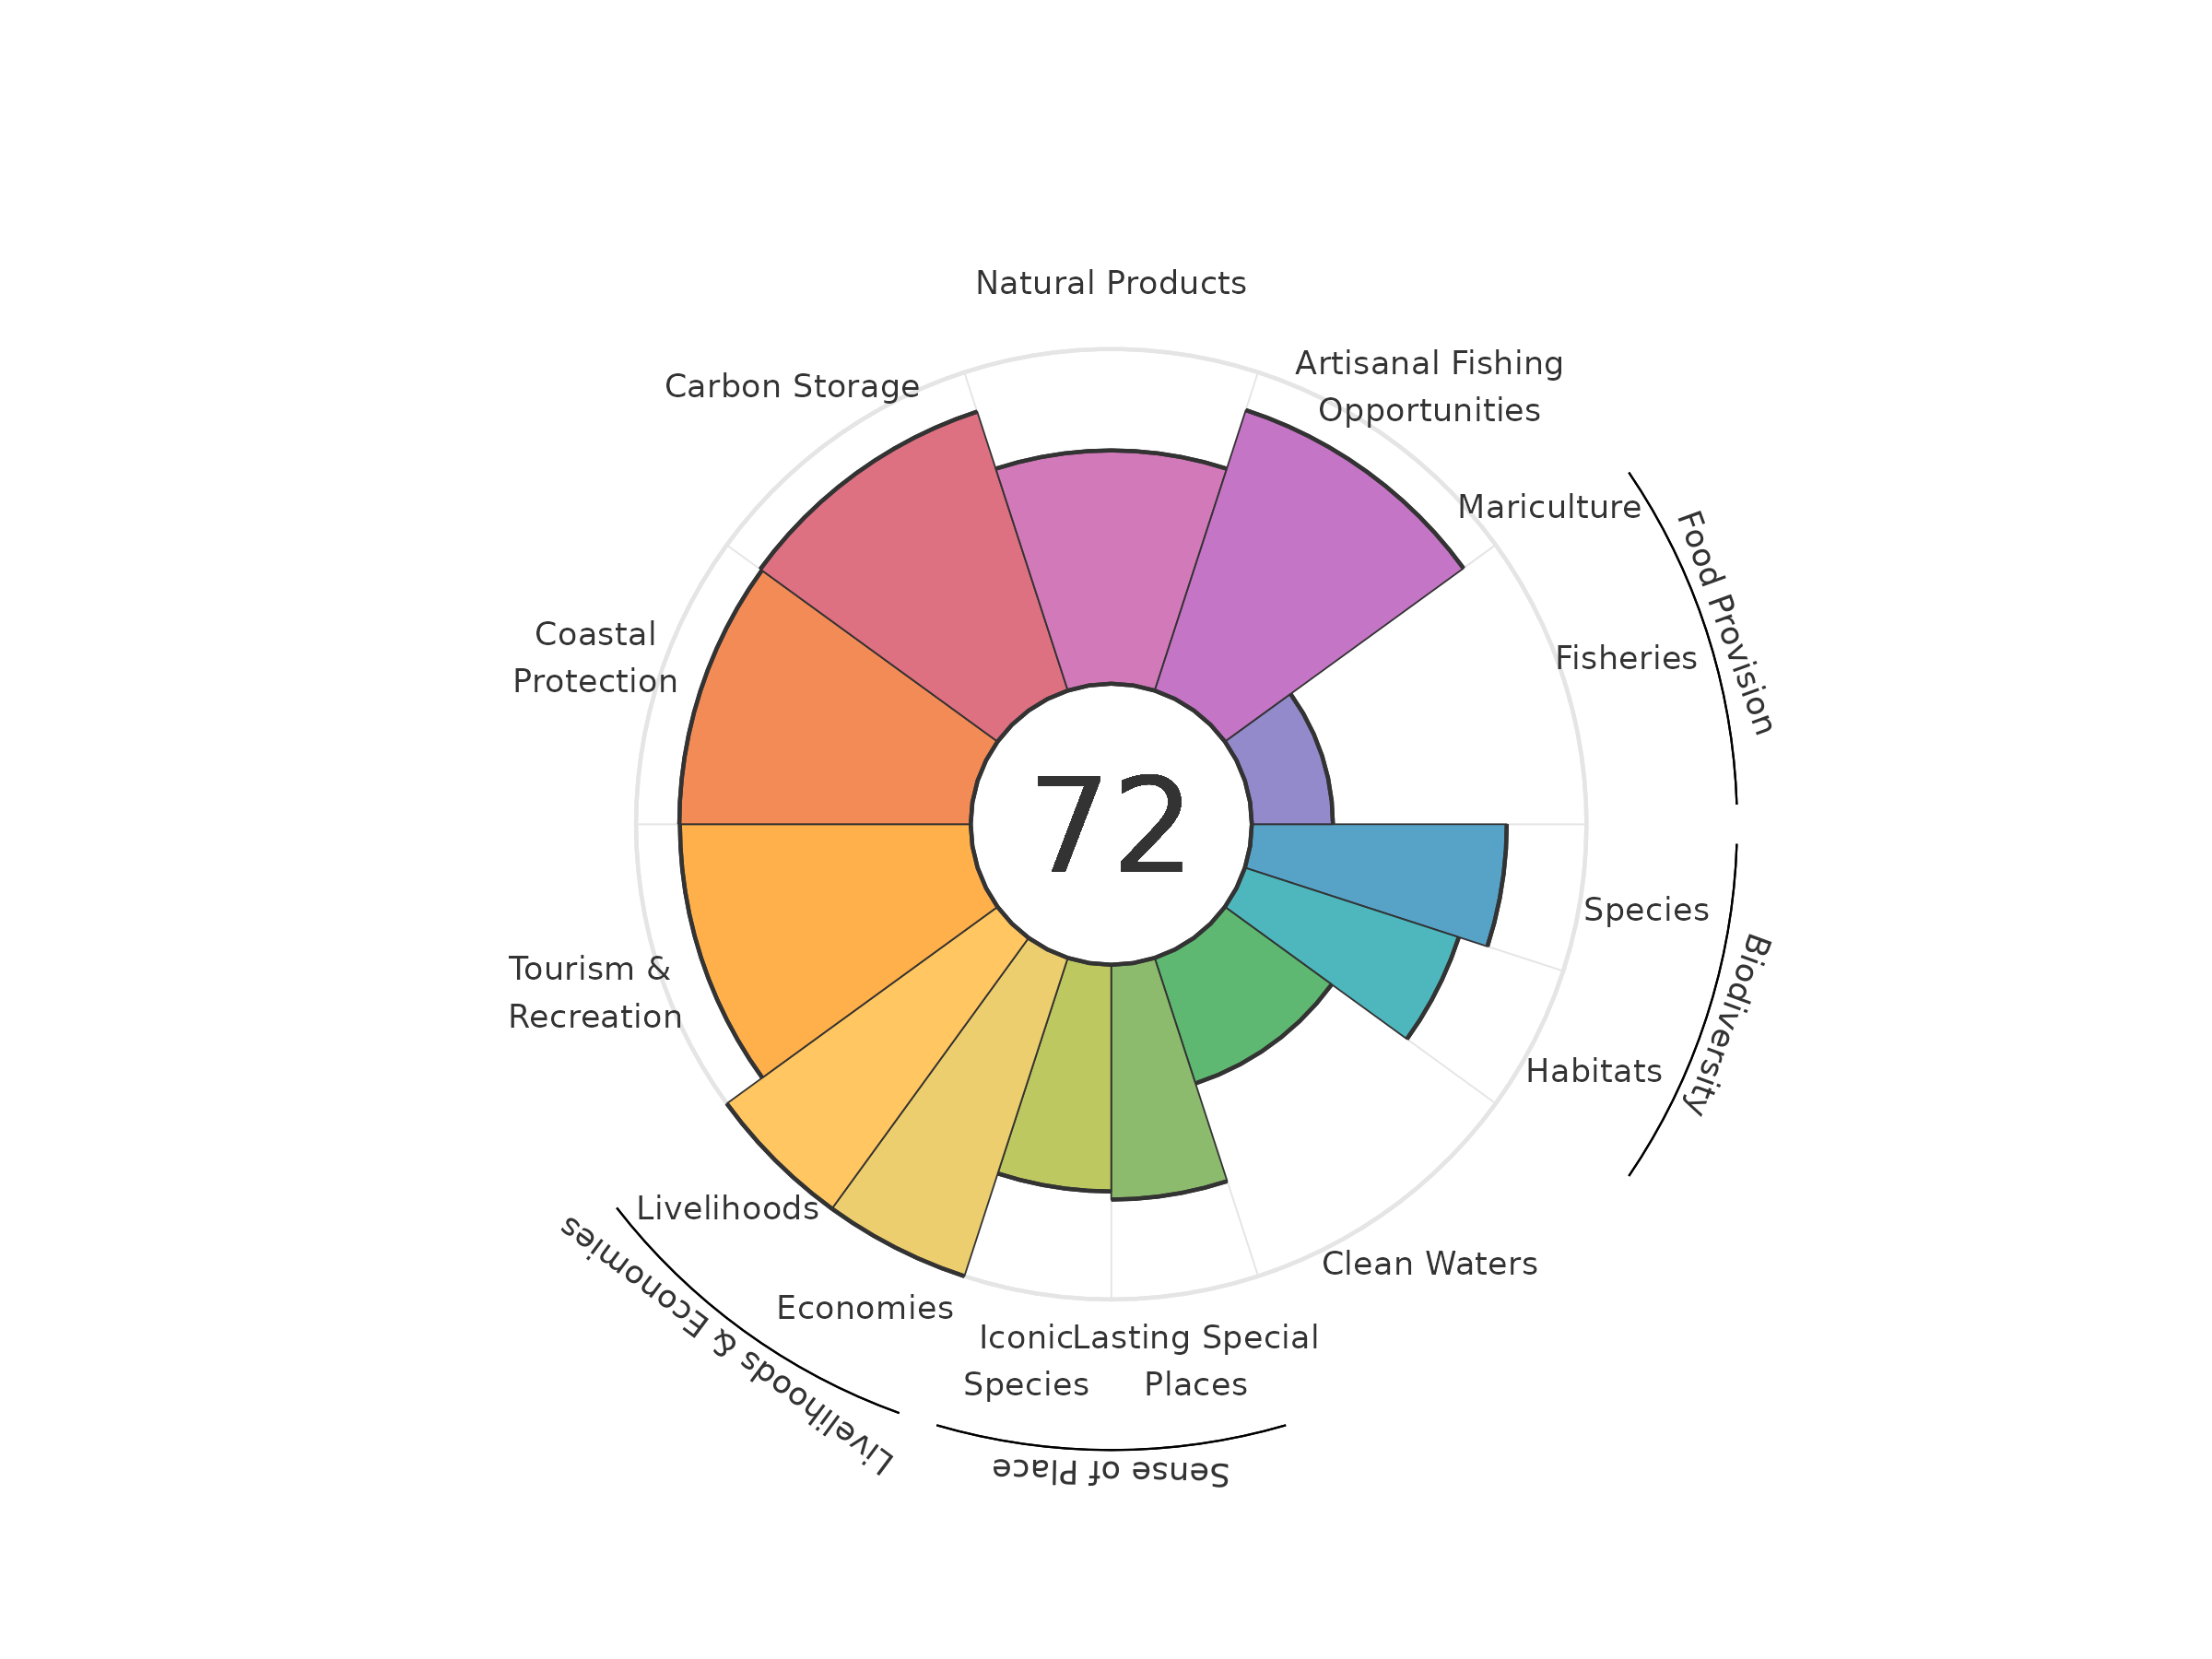 Natural Products
Artisanal Fishing
Opportunities
Carbon Storage
Mariculture
Food Provision
Fisheries
Coastal
Protection
72
Species
Biodiversity
Habitats
Tourism &
Recreation
Livelihoods
Economies
Livelihoods & Economies
Clean Waters
Iconic
Species
Lasting Special
Places
Sense of Place